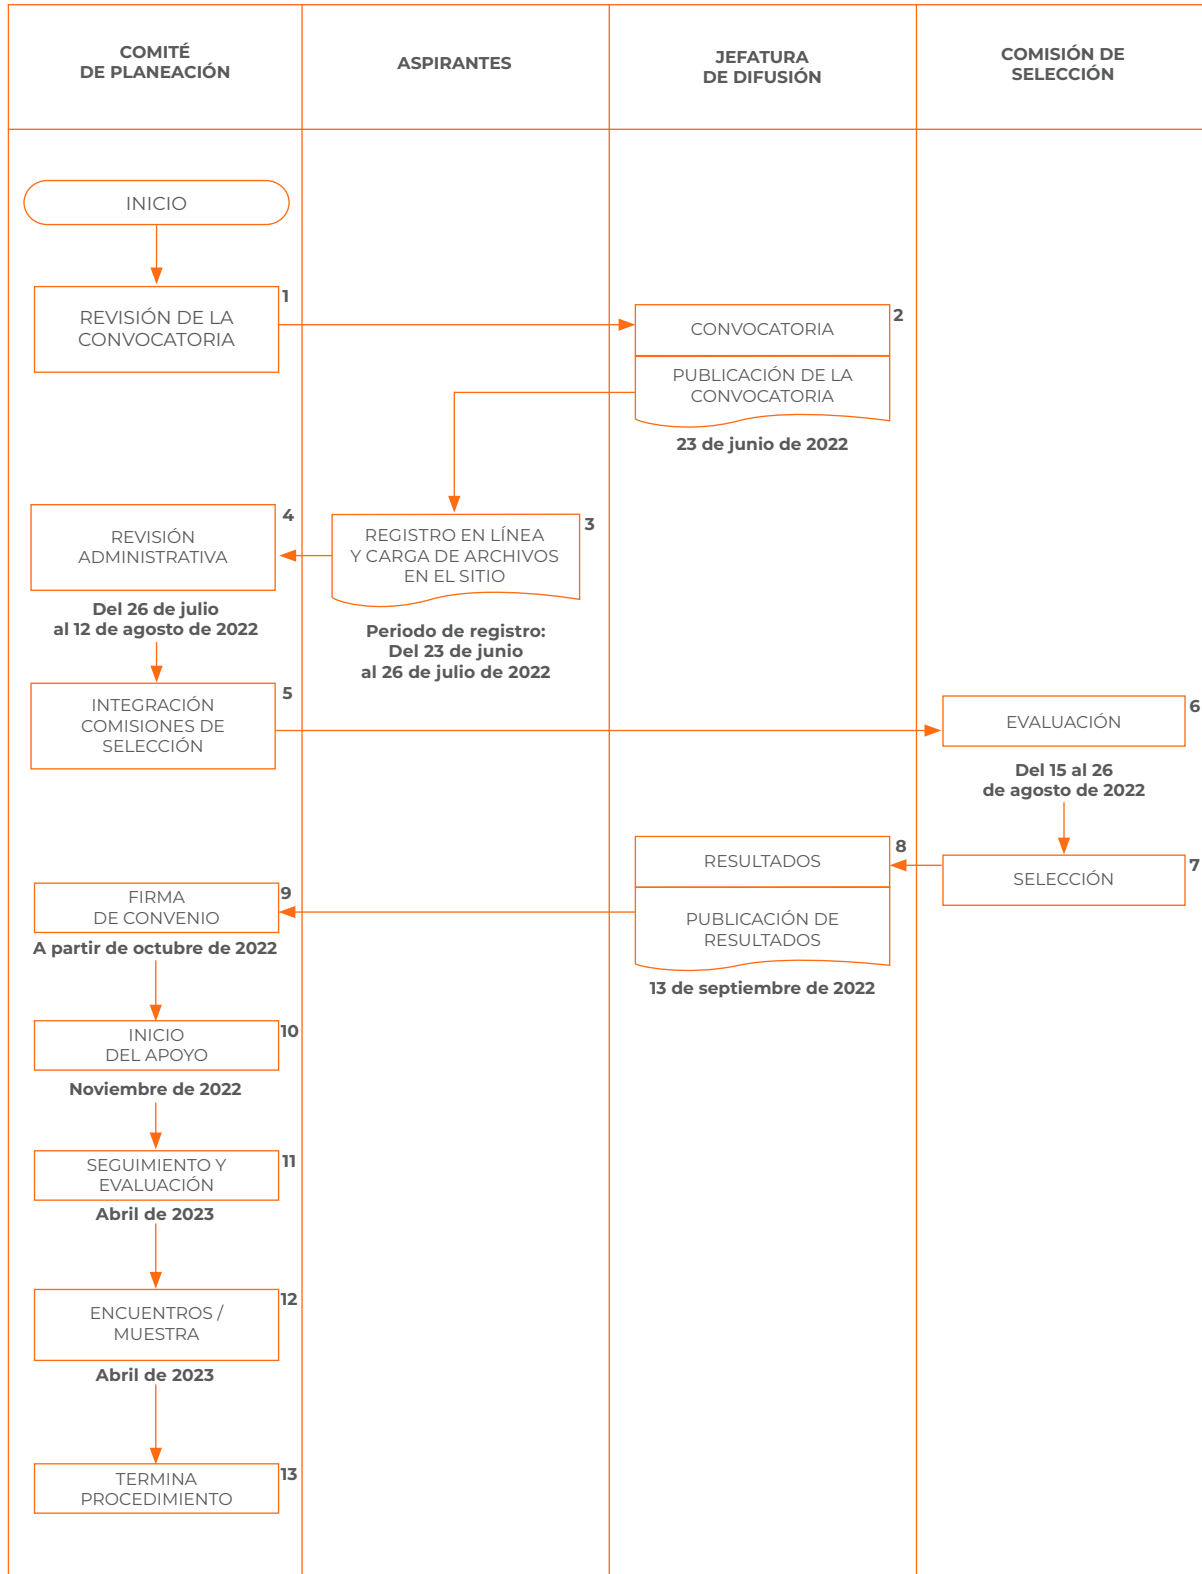 COMITÉ
DE PLANEACIÓN
ASPIRANTES
JEFATURA
DE DIFUSIÓN
COMISIÓN DE
SELECCIÓN
INICIO
1
REVISIÓN DE LA
CONVOCATORIA
2
CONVOCATORIA
PUBLICACIÓN DE LA
CONVOCATORIA
23 de junio de 2022
3
REGISTRO EN LÍNEA
Y CARGA DE ARCHIVOS
EN EL SITIO
Periodo de registro:
Del 23 de junio
al 26 de julio de 2022
4
REVISIÓN
ADMINISTRATIVA
Del 26 de julio
al 12 de agosto de 2022
5
INTEGRACIÓN
COMISIONES DE
SELECCIÓN
6
EVALUACIÓN
Del 15 al 26
de agosto de 2022
7
SELECCIÓN
8
RESULTADOS
PUBLICACIÓN DE
RESULTADOS
13 de septiembre de 2022
9
FIRMA
DE CONVENIO
A partir de octubre de 2022
10
INICIO
DEL APOYO
Noviembre de 2022
11
SEGUIMIENTO Y
EVALUACIÓN
Abril de 2023
12
ENCUENTROS /
MUESTRA
Abril de 2023
13
TERMINA
PROCEDIMIENTO